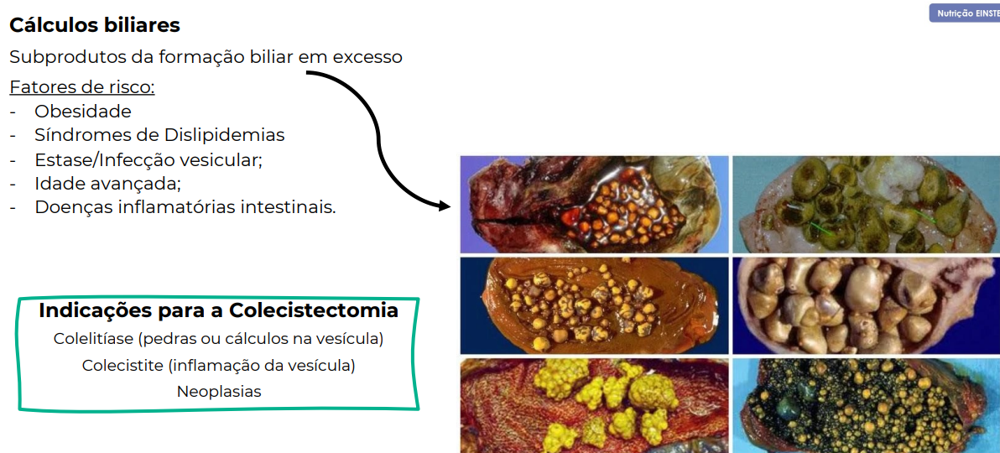 Nutrição EINSTE
Cálculos biliares
Subprodutos da formação biliar em excesso
Fatores de risco:
- Obesidade
- Síndromes de Dislipidemias
- Estase/Infecção vesicular;
- Idade avançada;
- Doenças inflamatórias intestinais.
Indicações para a Colecistectomia
Colelitíase (pedras ou cálculos na vesícula)
Colecistite (inflamação da vesícula)
Neoplasias